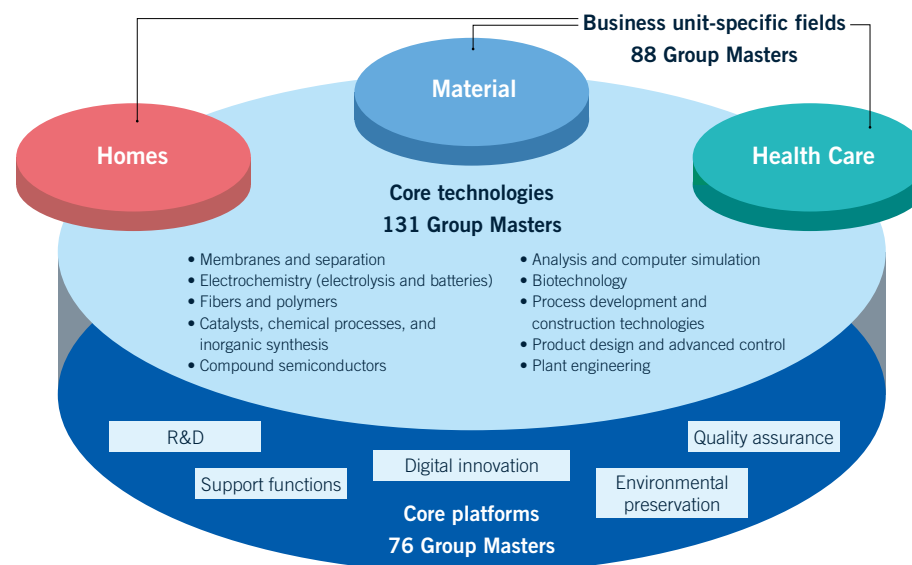 Business unit-specific fields
88 Group Masters
Material
Homes
Health Care
Core technologies
131 Group Masters
• Membranes and separation
• Electrochemistry (electrolysis and batteries)
• Fibers and polymers
• Catalysts, chemical processes, and
inorganic synthesis
• Compound semiconductors
• Analysis and computer simulation
• Biotechnology
• Process development and
construction technologies
• Product design and advanced control
• Plant engineering
R&D
Support functions
Digital innovation
Quality assurance
Environmental
preservation
Core platforms
76 Group Masters